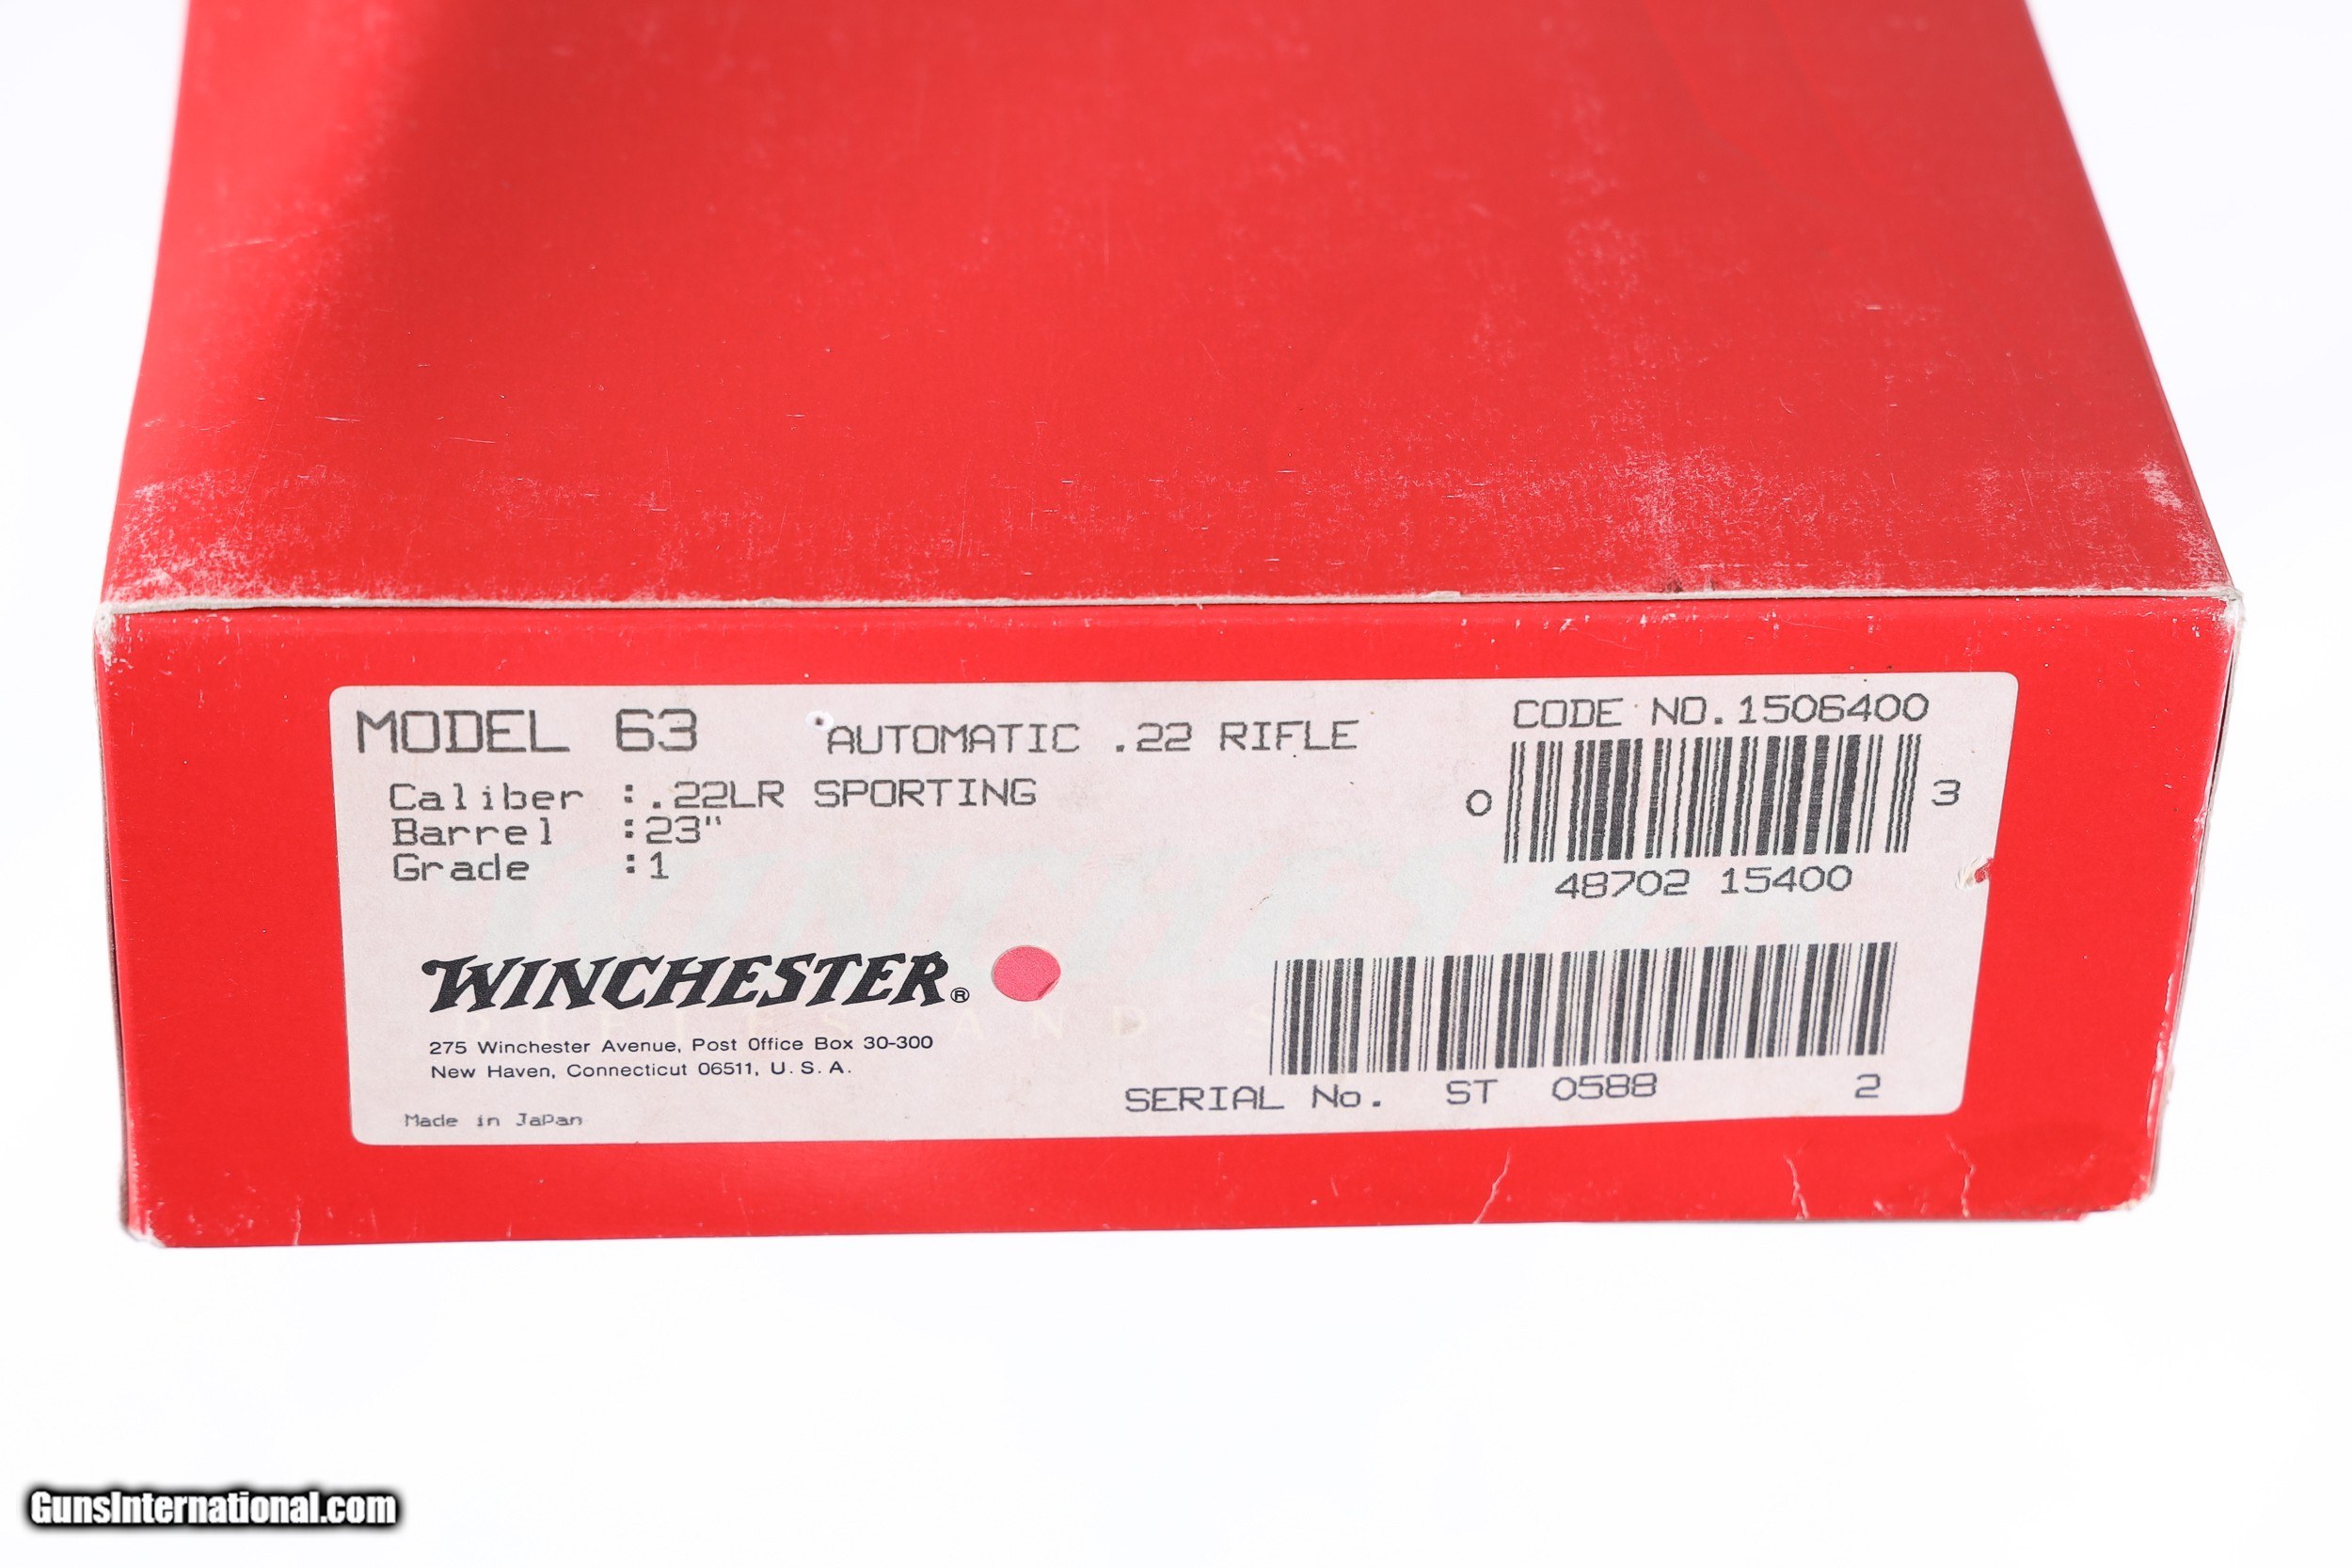 MODEL 63 AUTOMATIC .22 RIFLE
Caliber :.22LR SPORTING
Barrel :23"
Grade :1
CODE NO.1506400
0 3
48702 15400
WINCHESTER®
275 Winchester Avenue, Post Office Box 30-300
New Haven, Connecticut 06511, U.S.A.
Made in Japan
SERIAL No. ST 0588 2
GunsInternational.com